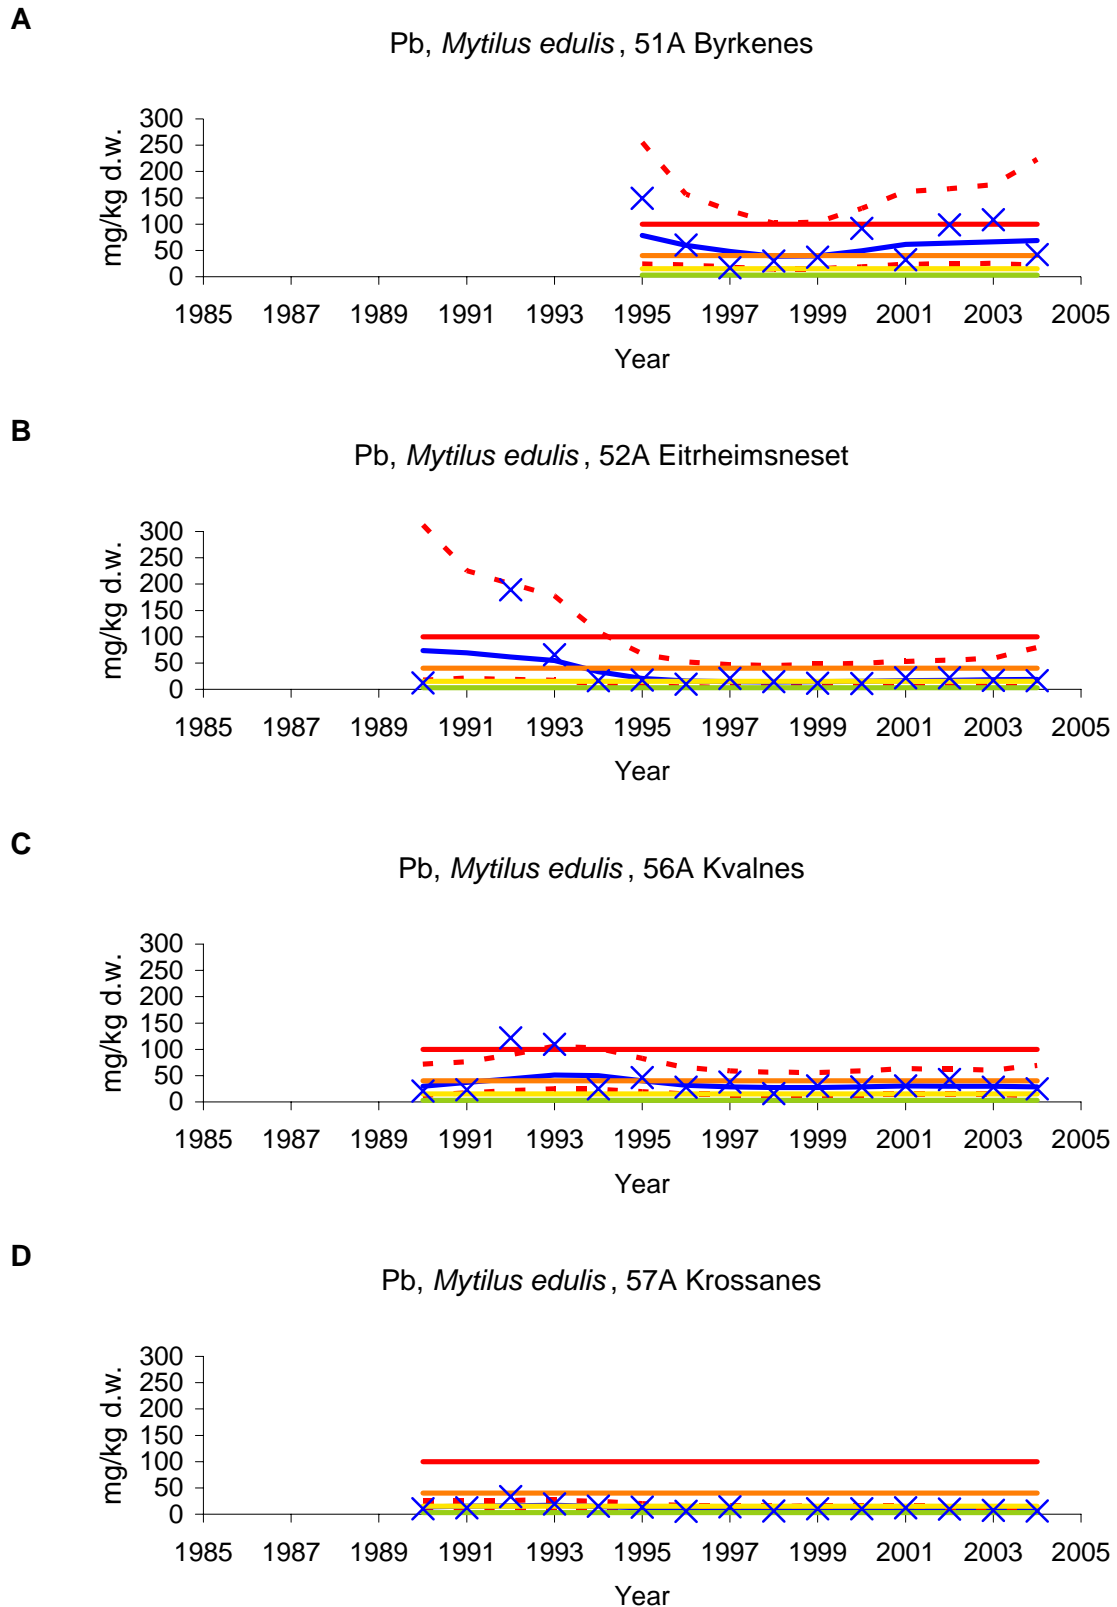 A
Pb, Mytilus edulis, 51A Byrkenes
mg/kg d.w.
300
250
200
150
100
50
0
1985 1987 1989 1991 1993 1995 1997 1999 2001 2003 2005
Year
B
Pb, Mytilus edulis, 52A Eitrheimsneset
mg/kg d.w.
300
250
200
150
100
50
0
1985 1987 1989 1991 1993 1995 1997 1999 2001 2003 2005
Year
C
Pb, Mytilus edulis, 56A Kvalnes
mg/kg d.w.
300
250
200
150
100
50
0
1985 1987 1989 1991 1993 1995 1997 1999 2001 2003 2005
Year
D
Pb, Mytilus edulis, 57A Krossanes
mg/kg d.w.
300
250
200
150
100
50
0
1985 1987 1989 1991 1993 1995 1997 1999 2001 2003 2005
Year